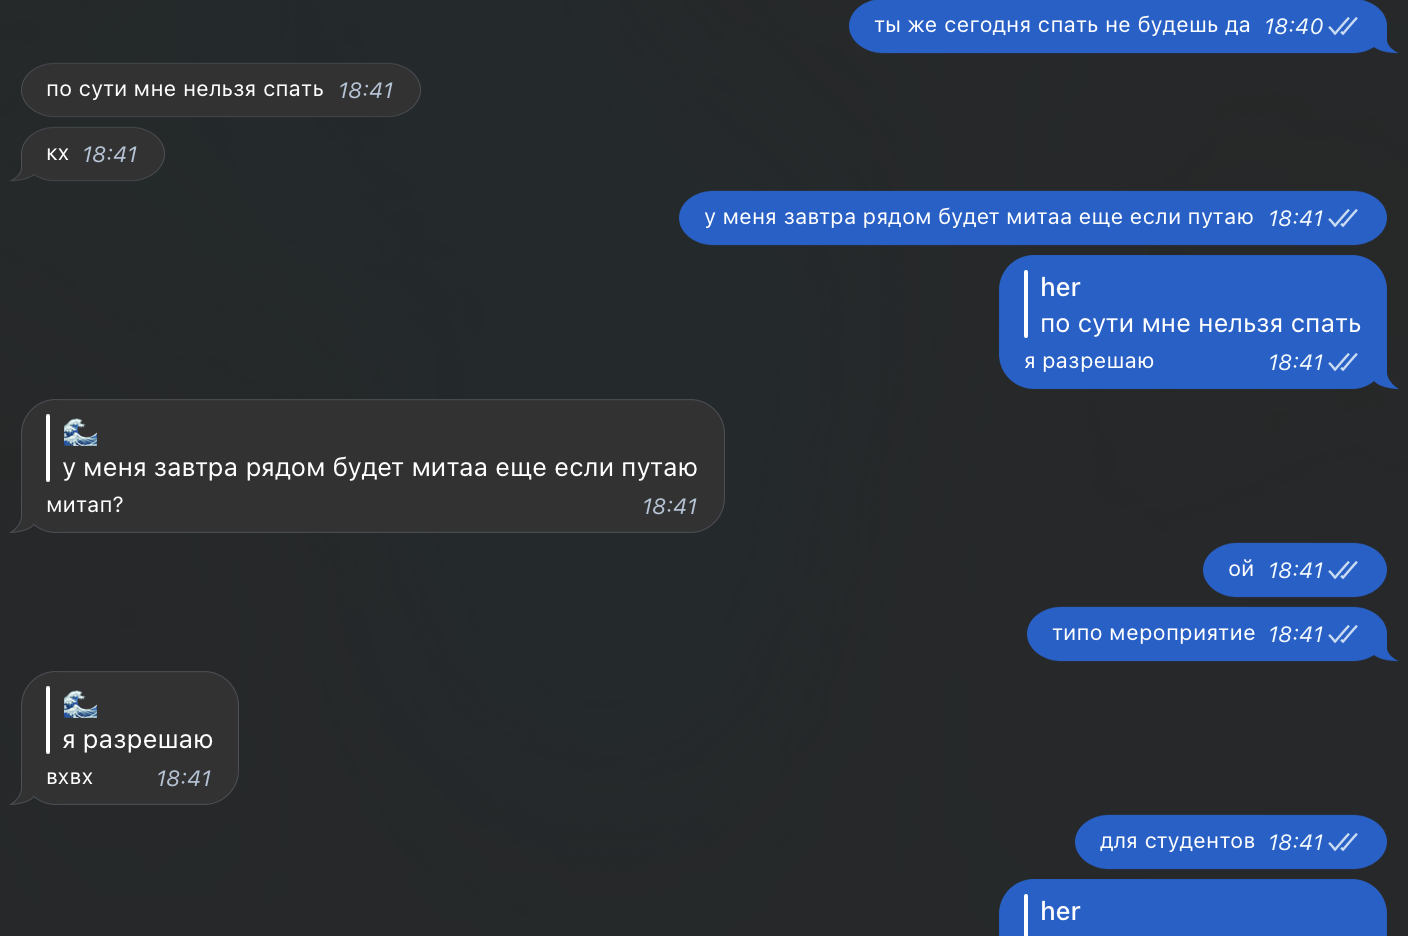 ты же сегодня спать не будешь да 18:40
по сути мне нельзя спать 18:41
кх 18:41
у меня завтра рядом будет митаа еще если путаю 18:41
her
по сути мне нельзя спать
я разрешаю 18:41
🌊
у меня завтра рядом будет митаа еще если путаю
митап? 18:41
ой 18:41
типо мероприятие 18:41
🌊
я разрешаю
вхвх 18:41
для студентов 18:41
her